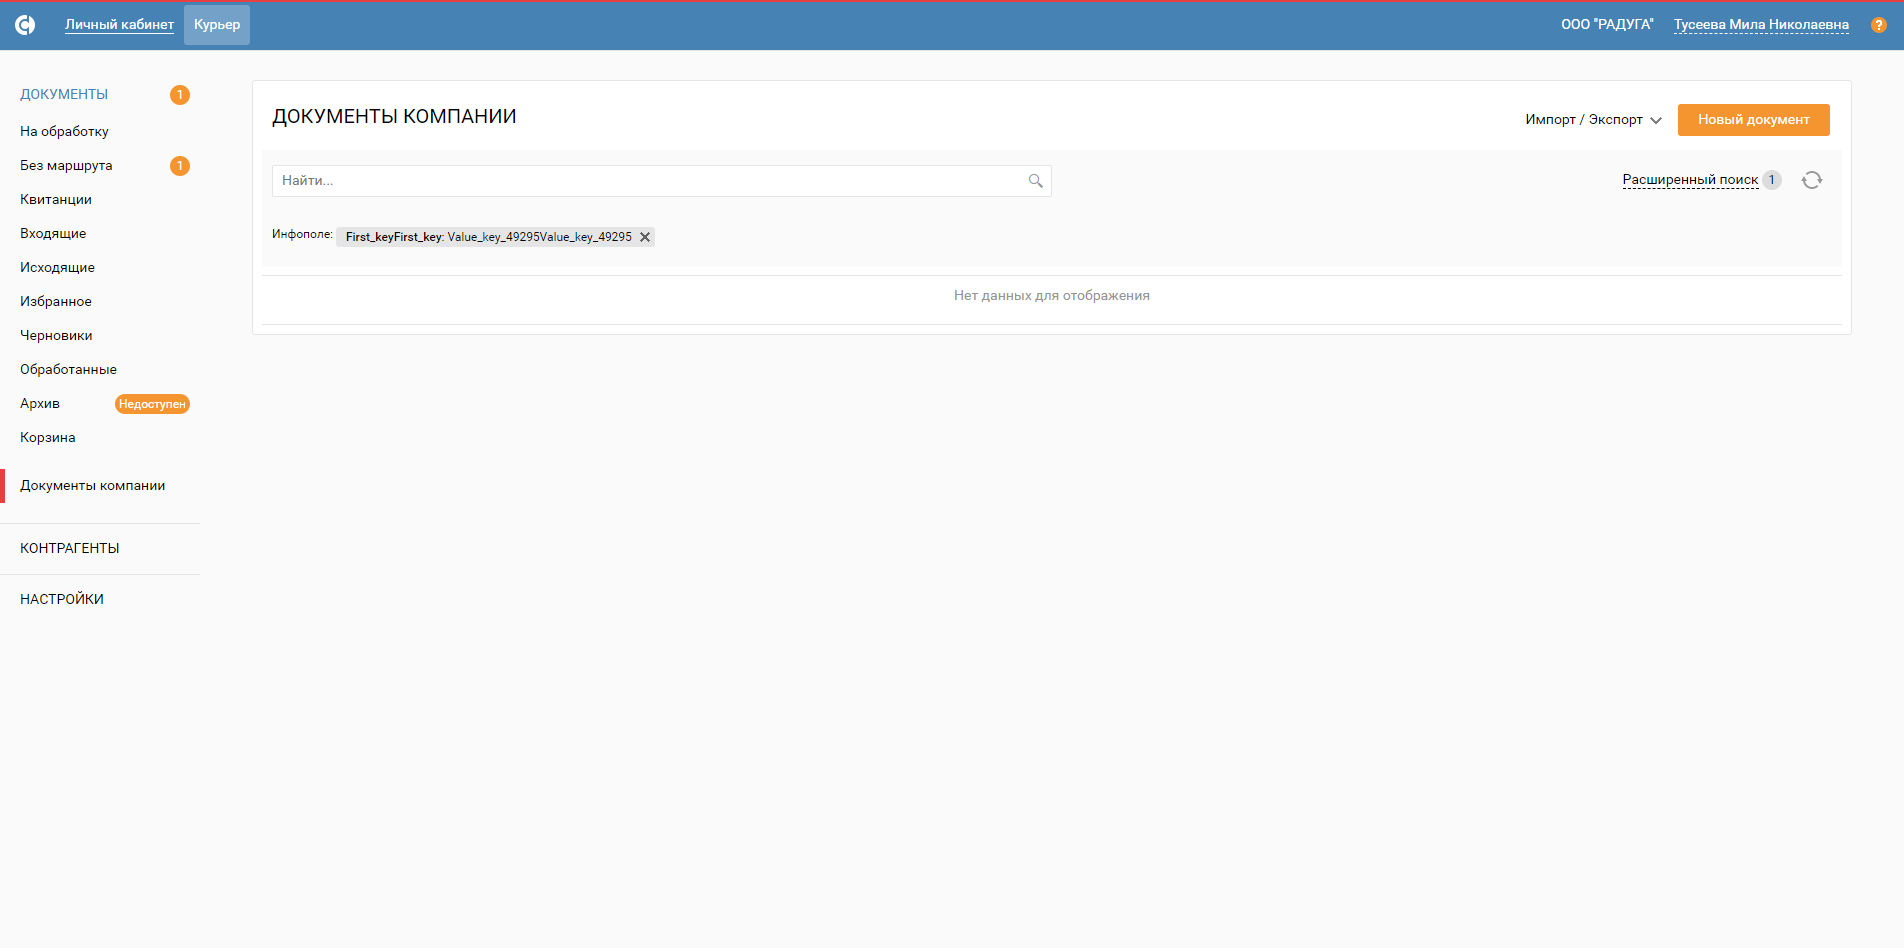 Личный кабинет
Курьер
ООО "РАДУГА"
Тусеева Мила Николаевна
?
ДОКУМЕНТЫ
1
На обработку
Без маршрута
1
Квитанции
Входящие
Исходящие
Избранное
Черновики
Обработанные
Архив
Недоступен
Корзина
Документы компании
КОНТРАГЕНТЫ
НАСТРОЙКИ
ДОКУМЕНТЫ КОМПАНИИ
Импорт / Экспорт
Новый документ
Найти...
Расширенный поиск
1
Инфополе: First_keyFirst_key: Value_key_49295Value_key_49295
Нет данных для отображения